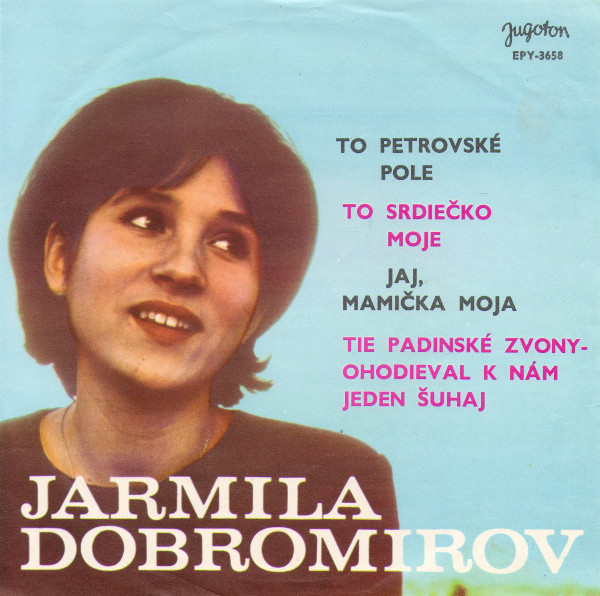 Jugoton
EPY-3658
TO PETROVSKÉ
POLE
TO SRDIEČKO
MOJE
JAJ,
MAMIČKA MOJA
TIE PADINSKÉ ZVONY-
OHODIEVAL K NÁM
JEDEN ŠUHAJ
JARMILA
DOBROMIROV